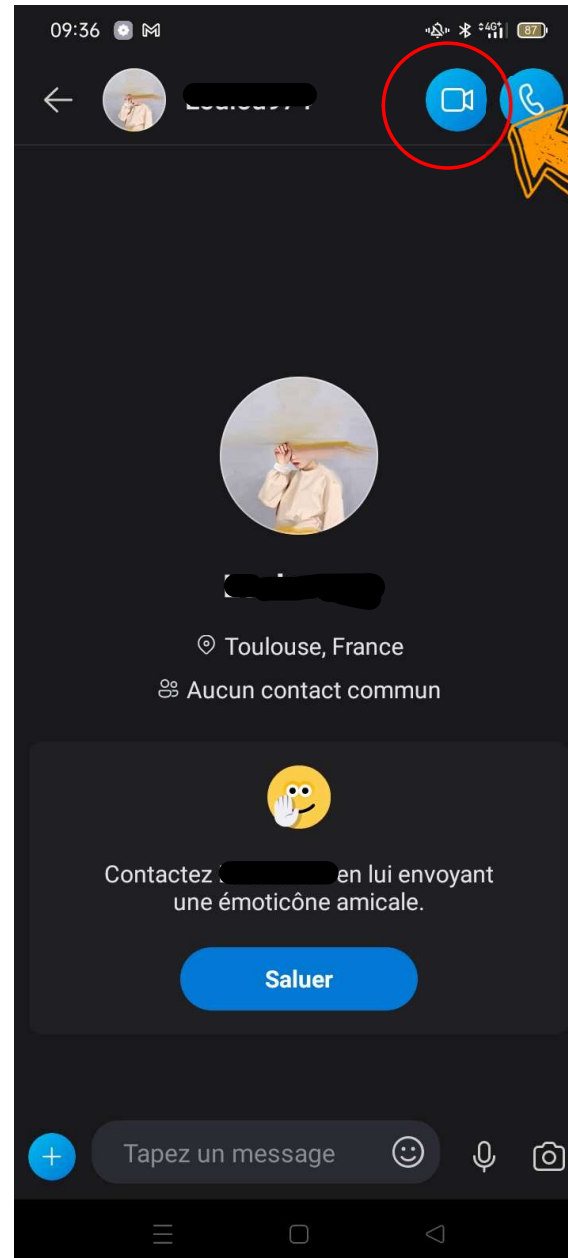 09:36
4G+
87
Toulouse, France
Aucun contact commun
Contactez en lui envoyant
une émoticône amicale.
Saluer
Tapez un message